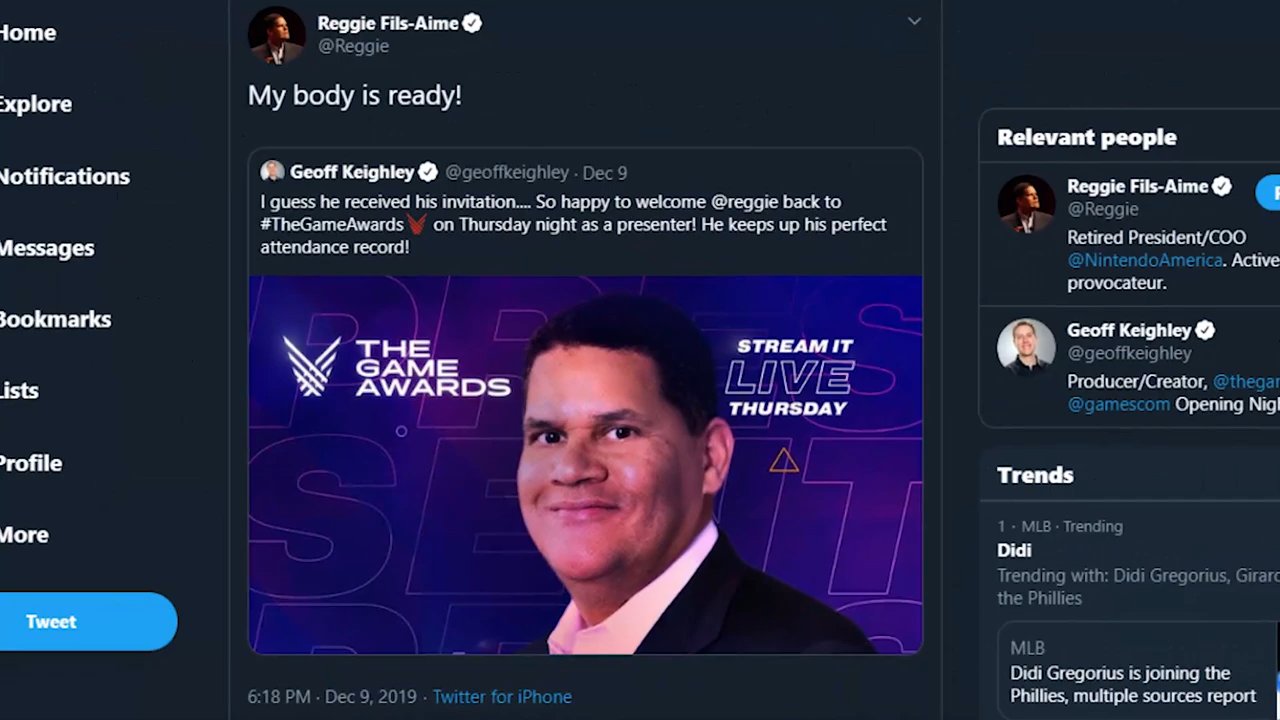 Home
Explore
Notifications
Messages
Bookmarks
Lists
Profile
More
Tweet
Reggie Fils-Aime
@Reggie
My body is ready!
Geoff Keighley @geoffkeighley · Dec 9
I guess he received his invitation.... So happy to welcome @reggie back to
#TheGameAwards on Thursday night as a presenter! He keeps up his perfect
attendance record!
THE
GAME
AWARDS
STREAM IT
LIVE
THURSDAY
6:18 PM · Dec 9, 2019 · Twitter for iPhone
Relevant people
Reggie Fils-Aime
@Reggie
Retired President/COO
@NintendoAmerica. Active
provocateur.
Geoff Keighley
@geoffkeighley
Producer/Creator,
@gamescom Opening
Trends
1 · MLB · Trending
Didi
Trending with: Didi Gregorius,
the Phillies
MLB
Didi Gregorius is joining the
Phillies, multiple sources report